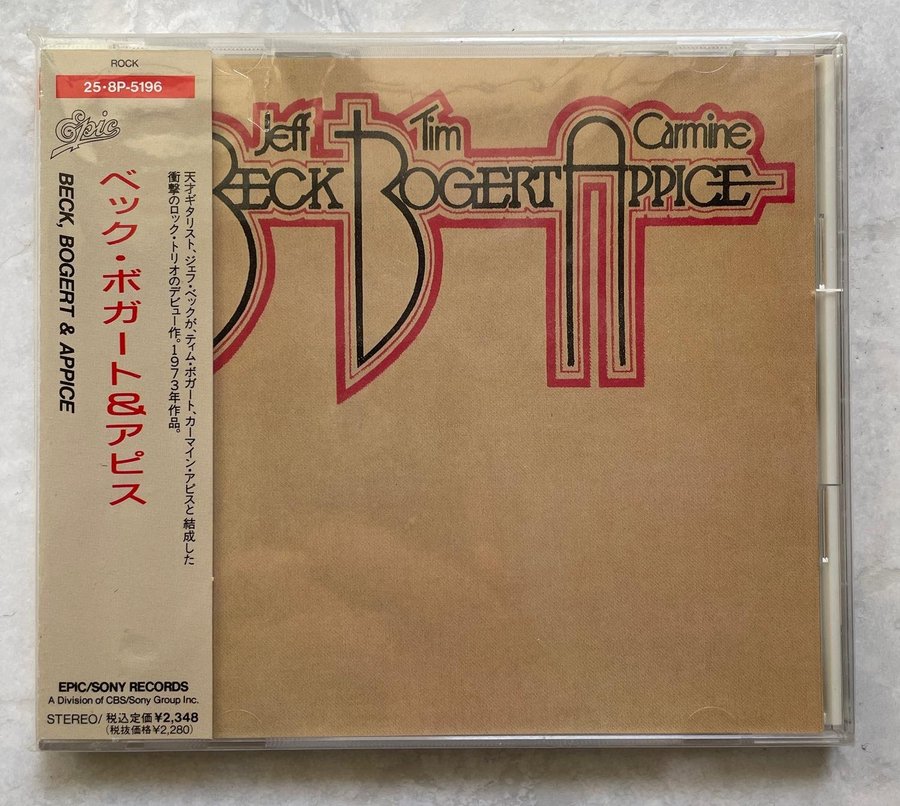 ROCK
25・8P-5196
Epic
ベック・ボガート&アピス
BECK, BOGERT & APPICE
天才ギタリスト、ジェフ・ベックが、ティム・ボガート、カーマイン・アピスと結成した
衝撃のロック・トリオのデビュー作。1973年作品。
EPIC/SONY RECORDS
A Division of CBS/Sony Group Inc.
STEREO/税込定価¥2,348
(税抜価格¥2,280)
Jeff Tim Carmine
BECK BOGERT APPICE